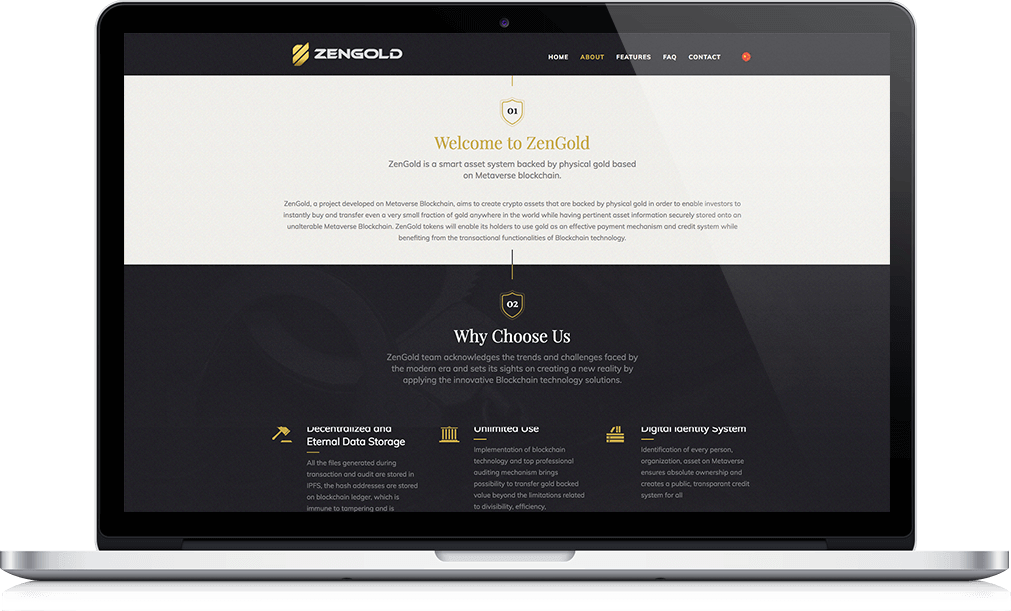 ZENGOLD
HOME ABOUT FEATURES FAQ CONTACT
01
Welcome to ZenGold
ZenGold is a smart asset system backed by physical gold based
on Metaverse blockchain.
ZenGold, a project developed on Metaverse Blockchain, aims to create crypto assets that are backed by physical gold in order to enable investors to
instantly buy and transfer even a very small fraction of gold anywhere in the world while having pertinent asset information securely stored onto an
unalterable Metaverse Blockchain. ZenGold tokens will enable its holders to use gold as an effective payment mechanism and credit system while
benefiting from the transactional functionalities of Blockchain technology.
02
Why Choose Us
ZenGold team acknowledges the trends and challenges faced by
the modern era and sets its sights on creating a new reality by
applying the innovative Blockchain technology solutions.
Decentralized and
Eternal Data Storage
All the files generated during
transaction and audit are stored in
IPFS, the hash addresses are stored
on blockchain ledger, which is
immune to tampering and is
Unlimited Use
Implementation of blockchain
technology and top professional
auditing mechanism brings
possibility to transfer gold backed
value beyond the limitations related
to divisibility, efficiency,
Digital Identity System
Identification of every person,
organization, asset on Metaverse
ensures absolute ownership and
creates a public, transparant credit
system for all